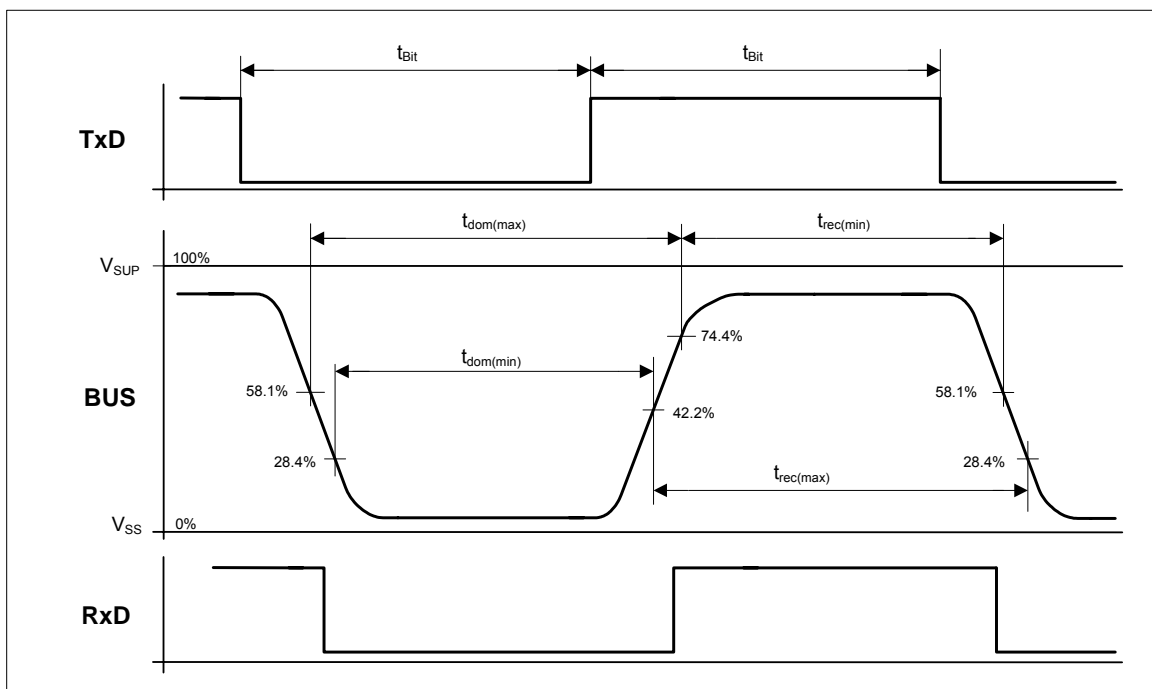 tBit
tBit
TxD
tdom(max)
trec(min)
VSUP 100%
74.4%
tdom(min)
58.1%
58.1%
BUS
42.2%
28.4%
28.4%
trec(max)
VSS 0%
RxD